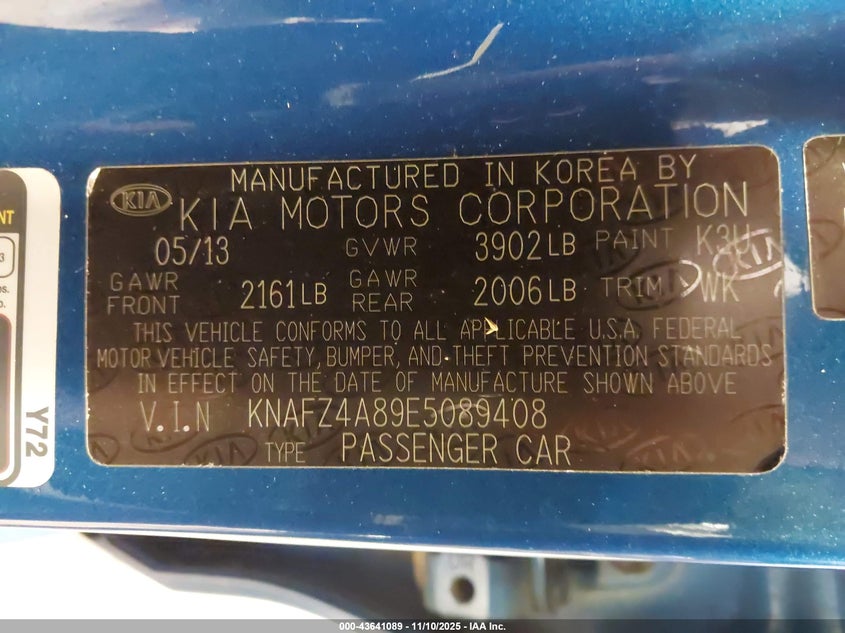 MANUFACTURED IN KOREA BY
KIA KIA MOTORS CORPORATION
05/13 GVWR 3902LB PAINT K3U
GAWR FRONT 2161LB GAWR REAR 2006LB TRIM WK
THIS VEHICLE CONFORMS TO ALL APPLICABLE U.S.A. FEDERAL
MOTOR VEHICLE SAFETY, BUMPER, AND THEFT PREVENTION STANDARDS
IN EFFECT ON THE DATE OF MANUFACTURE SHOWN ABOVE
V.I.N KNAFZ4A89E5089408
TYPE PASSENGER CAR
Y72
000-43641089 - 11/10/2025 - IAA Inc.